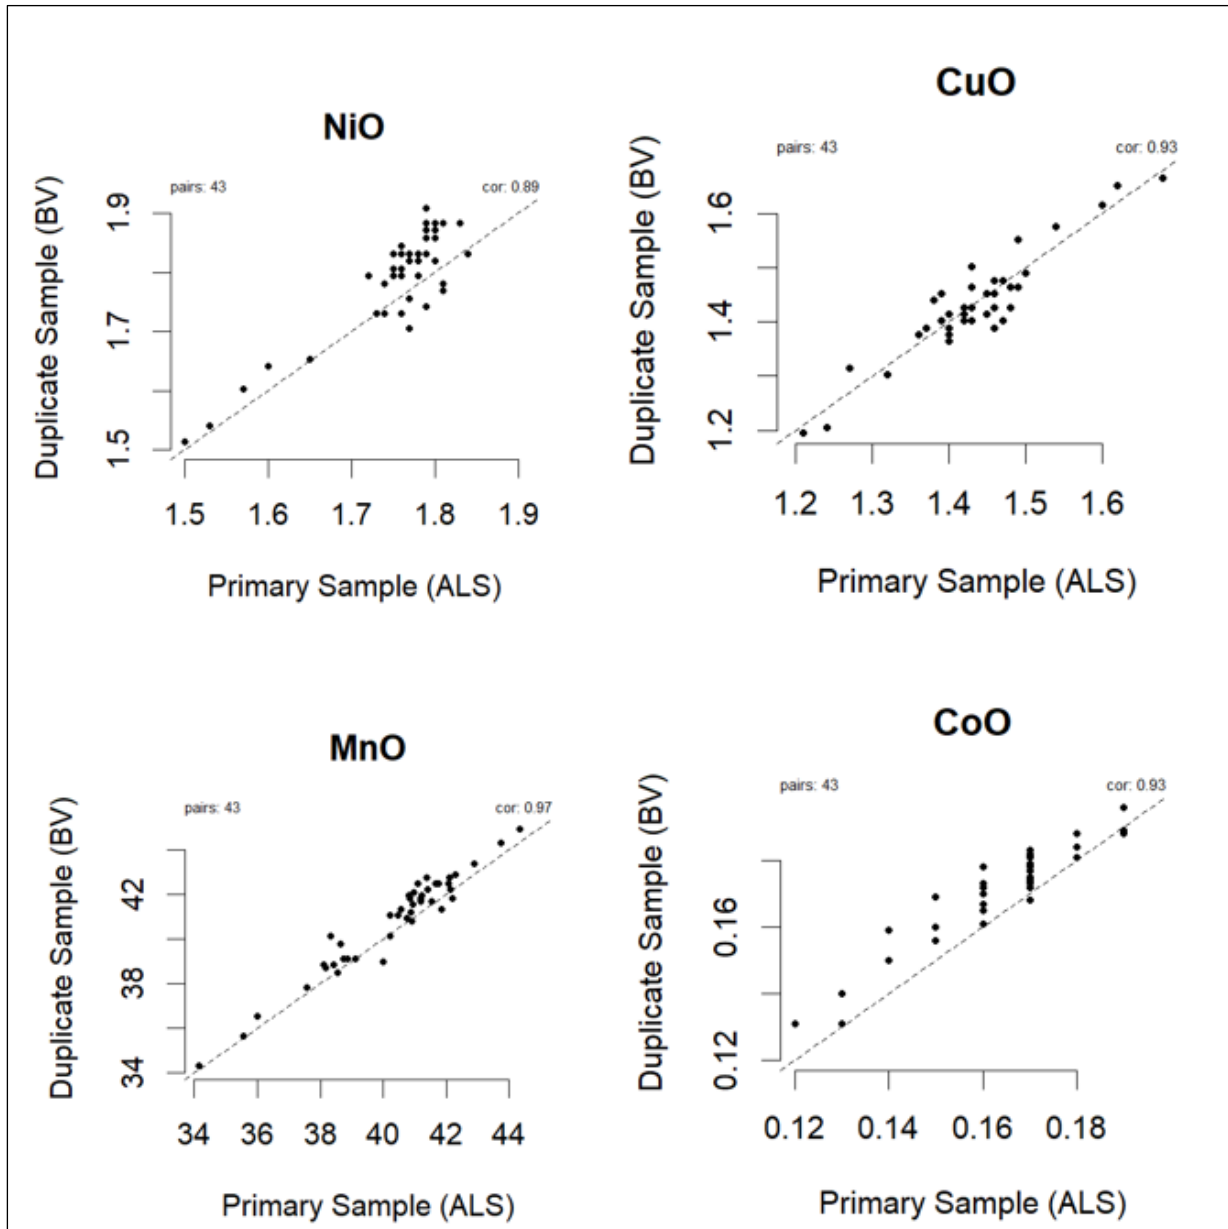 NiO
pairs: 43
cor: 0.89
Duplicate Sample (BV)
1.9
1.7
1.5
1.5 1.6 1.7 1.8 1.9
Primary Sample (ALS)
CuO
pairs: 43
cor: 0.93
Duplicate Sample (BV)
1.6
1.4
1.2
1.2 1.3 1.4 1.5 1.6
Primary Sample (ALS)
MnO
pairs: 43
cor: 0.97
Duplicate Sample (BV)
42
38
34
34 36 38 40 42 44
Primary Sample (ALS)
CoO
pairs: 43
cor: 0.93
Duplicate Sample (BV)
0.16
0.12
0.12 0.14 0.16 0.18
Primary Sample (ALS)